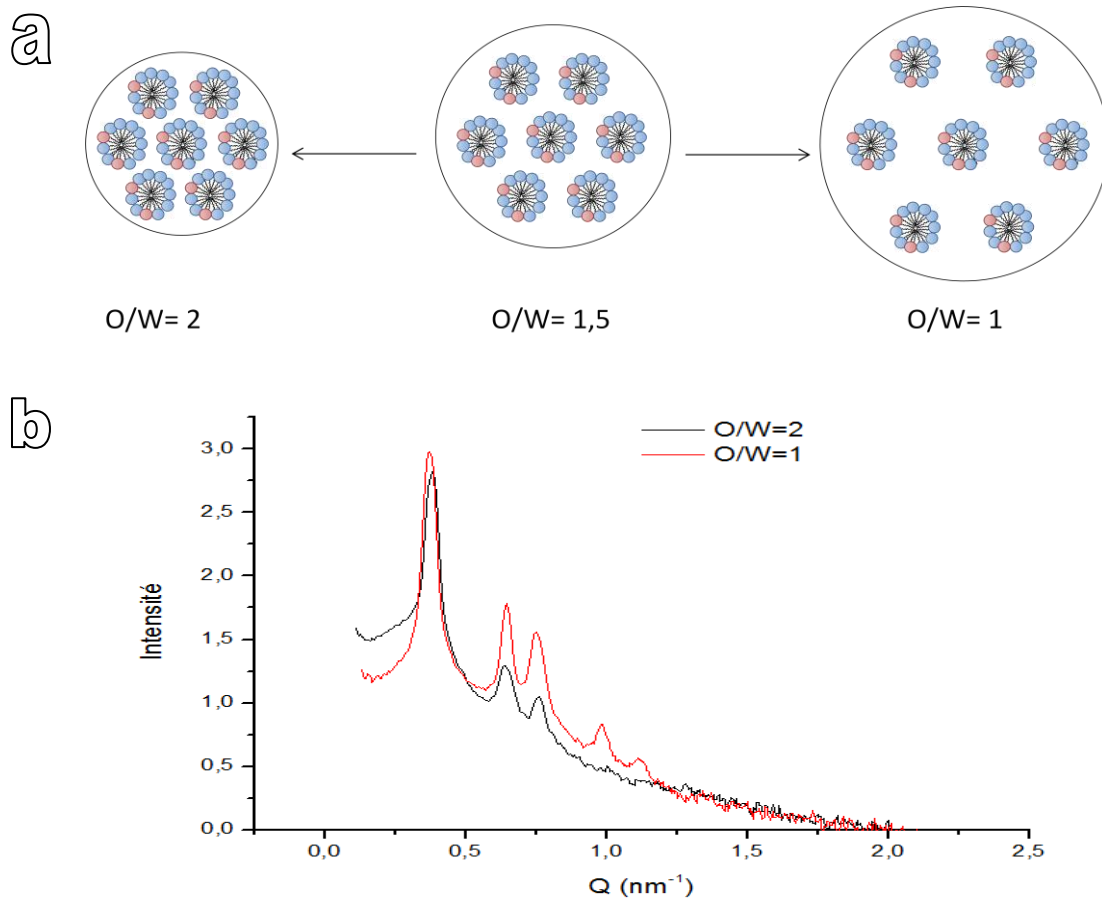 a
O/W= 2
O/W= 1,5
O/W= 1
b
O/W=2
O/W=1
3,0
2,5
2,0
1,5
1,0
0,5
0,0
Intensité
0,0 0,5 1,0 1,5 2,0 2,5
Q (nm⁻¹)